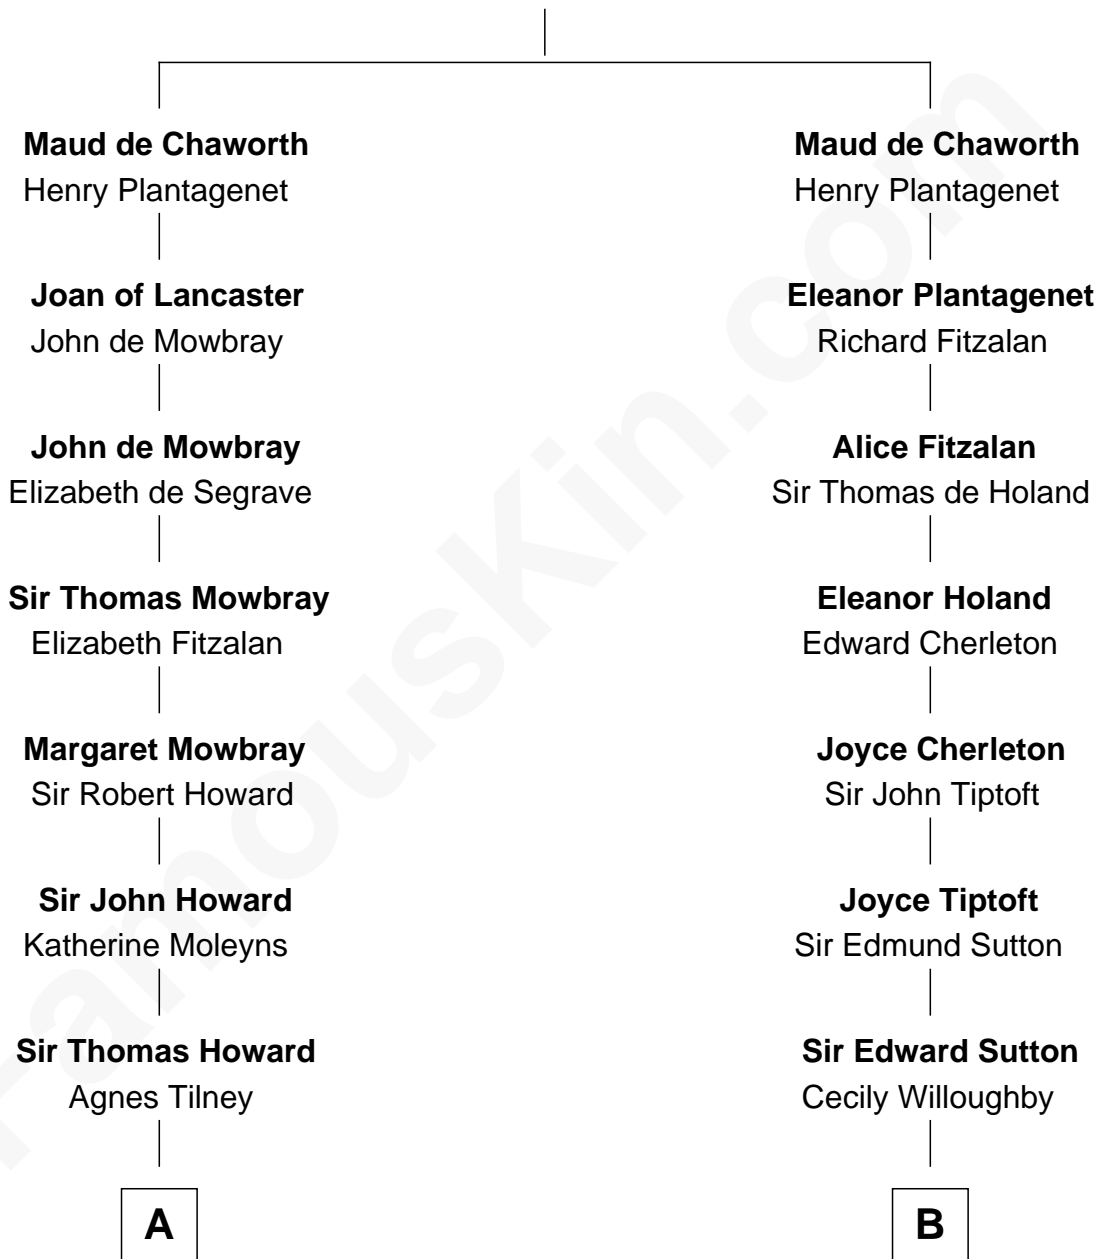 Maud de Chaworth
Henry Plantagenet
Joan of Lancaster
John de Mowbray
John de Mowbray
Elizabeth de Segrave
Sir Thomas Mowbray
Elizabeth Fitzalan
Margaret Mowbray
Sir Robert Howard
Sir John Howard
Katherine Moleyns
Sir Thomas Howard
Agnes Tilney
A
Maud de Chaworth
Henry Plantagenet
Eleanor Plantagenet
Richard Fitzalan
Alice Fitzalan
Sir Thomas de Holand
Eleanor Holand
Edward Cherleton
Joyce Cherleton
Sir John Tiptoft
Joyce Tiptoft
Sir Edmund Sutton
Sir Edward Sutton
Cecily Willoughby
B
FamousKin.com